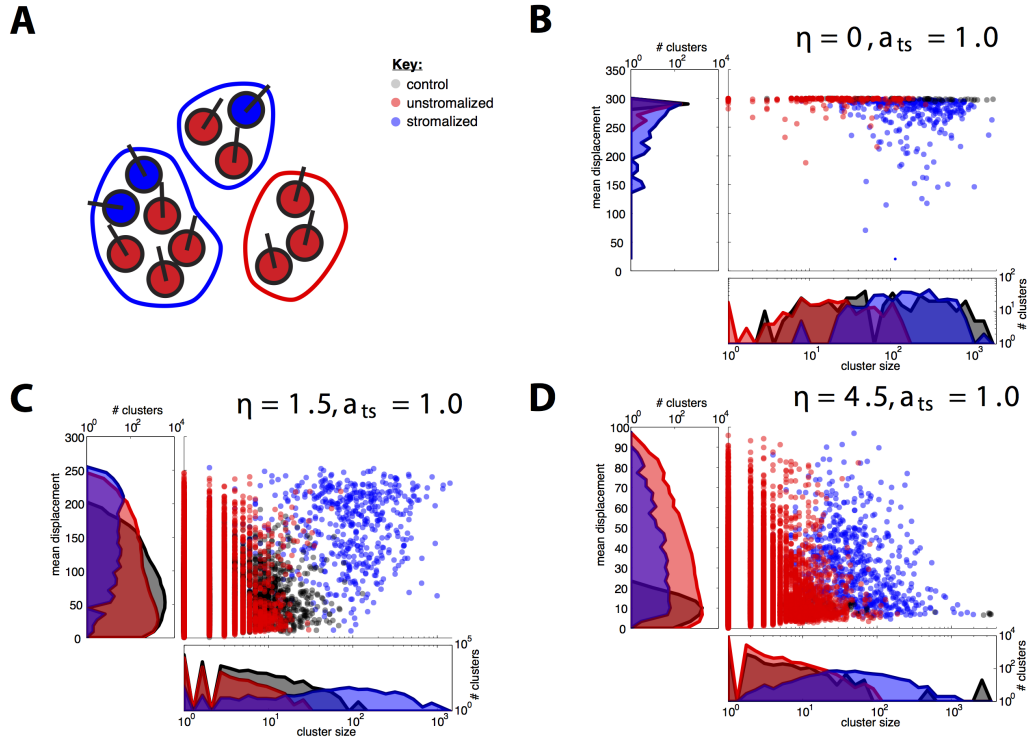 A
Key:
control
unstromalized
stromalized
B
η = 0, a_ts = 1.0
# clusters
10^0 10^2 10^4
mean displacement
350
300
250
200
150
100
50
0
10^2
10^1
10^0
# clusters
10^0 10^1 10^2 10^3
cluster size
C
η = 1.5, a_ts = 1.0
# clusters
10^0 10^2 10^4
mean displacement
300
250
200
150
100
50
0
10^5
10^0
# clusters
10^0 10^1 10^2 10^3
cluster size
D
η = 4.5, a_ts = 1.0
# clusters
10^0 10^2 10^4
mean displacement
100
90
80
70
60
50
40
30
20
10
0
10^4
10^2
10^0
# clusters
10^0 10^1 10^2 10^3
cluster size